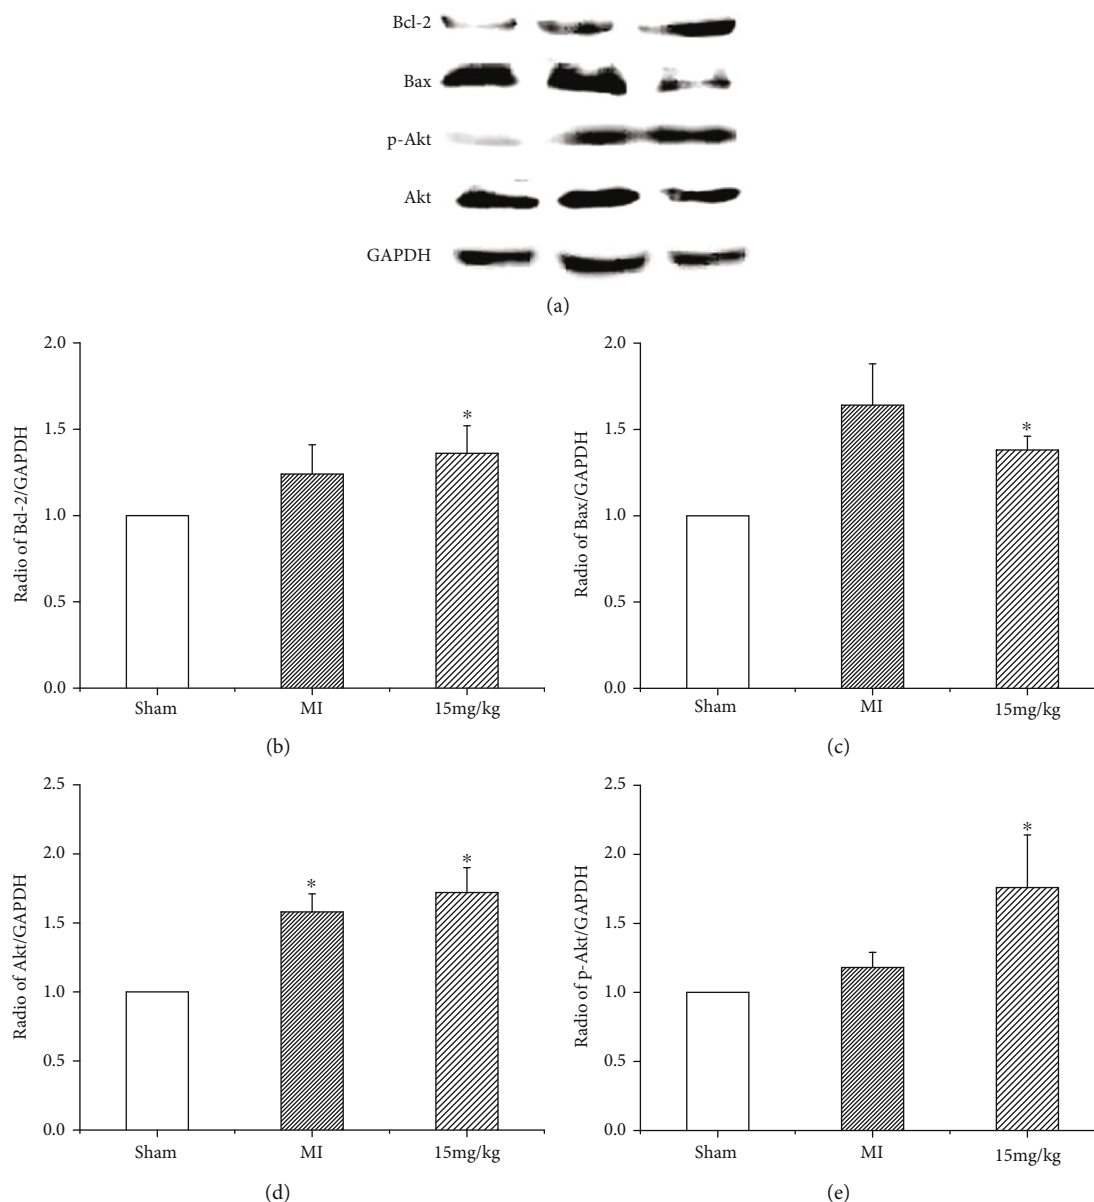 Bcl-2
Bax
p-Akt
Akt
GAPDH
(a)
2.0
1.5
1.0
0.5
0.0
Radio of Bcl-2/GAPDH
*
Sham MI 15mg/kg
(b)
2.0
1.5
1.0
0.5
0.0
Radio of Bax/GAPDH
*
Sham MI 15mg/kg
(c)
2.5
2.0
1.5
1.0
0.5
0.0
Radio of Akt/GAPDH
* *
Sham MI 15mg/kg
(d)
2.5
2.0
1.5
1.0
0.5
0.0
Radio of p-Akt/GAPDH
*
Sham MI 15mg/kg
(e)